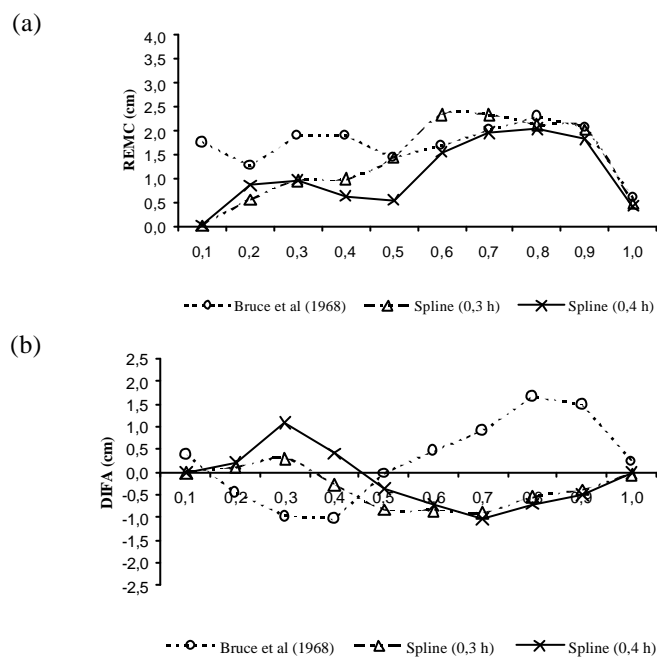 (a)
4,0
3,5
3,0
2,5
2,0
1,5
1,0
0,5
0,0
REMC (cm)
0,1 0,2 0,3 0,4 0,5 0,6 0,7 0,8 0,9 1,0
Bruce et al (1968) Spline (0,3 h) Spline (0,4 h)
(b)
2,5
2,0
1,5
1,0
0,5
0,0
-0,5
-1,0
-1,5
-2,0
-2,5
DIFA (cm)
0,1 0,2 0,3 0,4 0,5 0,6 0,7 0,8 0,9 1,0
Bruce et al (1968) Spline (0,3 h) Spline (0,4 h)